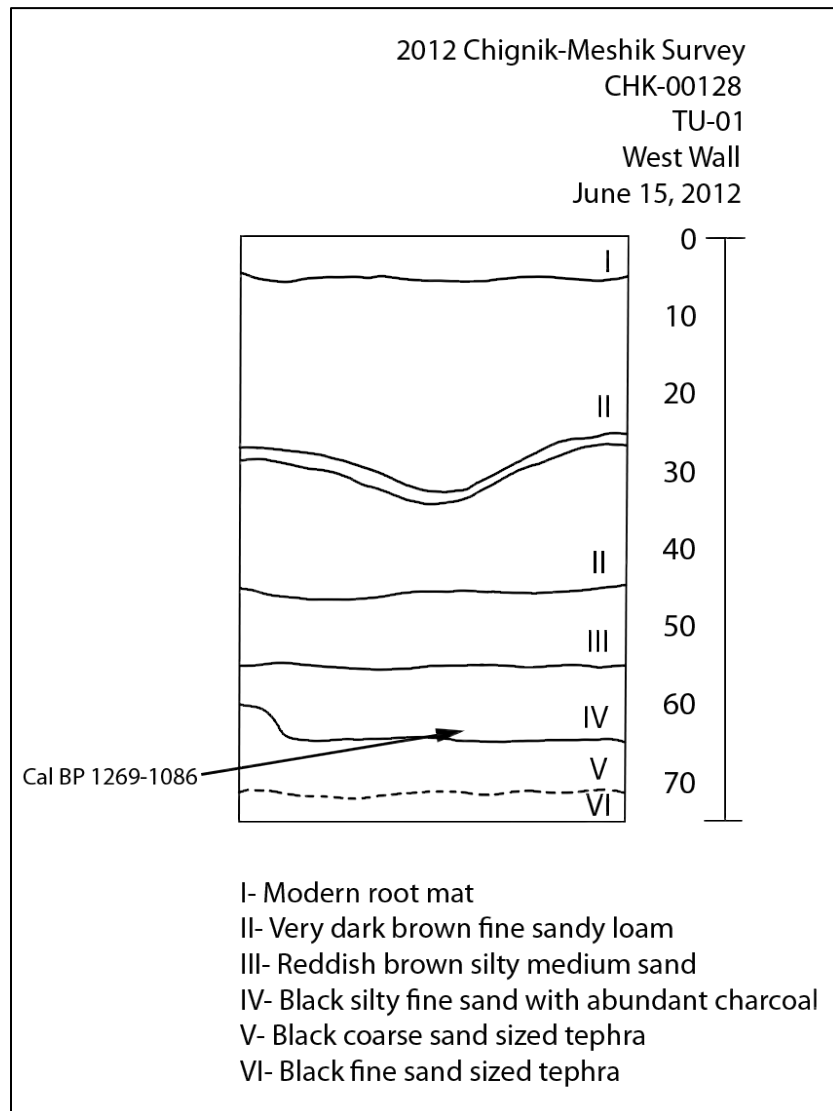 2012 Chignik-Meshik Survey
CHK-00128
TU-01
West Wall
June 15, 2012
0
I
10
20
II
30
40
II
50
III
60
IV
Cal BP 1269-1086
V
70
VI
I- Modern root mat
II- Very dark brown fine sandy loam
III- Reddish brown silty medium sand
IV- Black silty fine sand with abundant charcoal
V- Black coarse sand sized tephra
VI- Black fine sand sized tephra